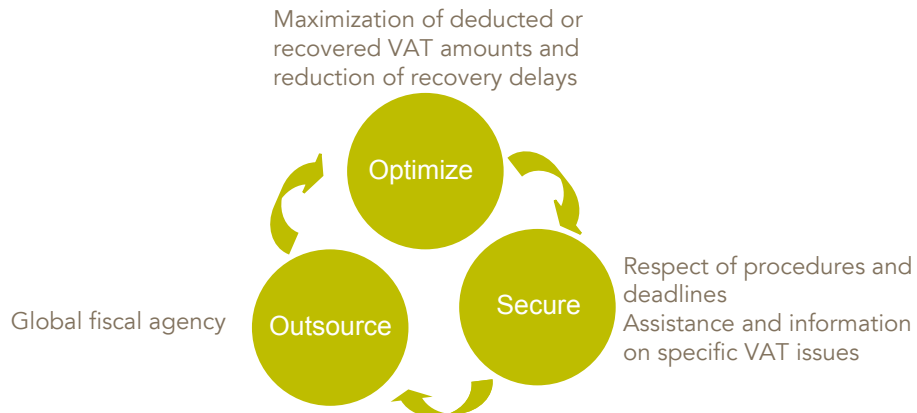 Maximization of deducted or
recovered VAT amounts and
reduction of recovery delays
Optimize
Secure
Respect of procedures and
deadlines
Assistance and information
on specific VAT issues
Global fiscal agency
Outsource